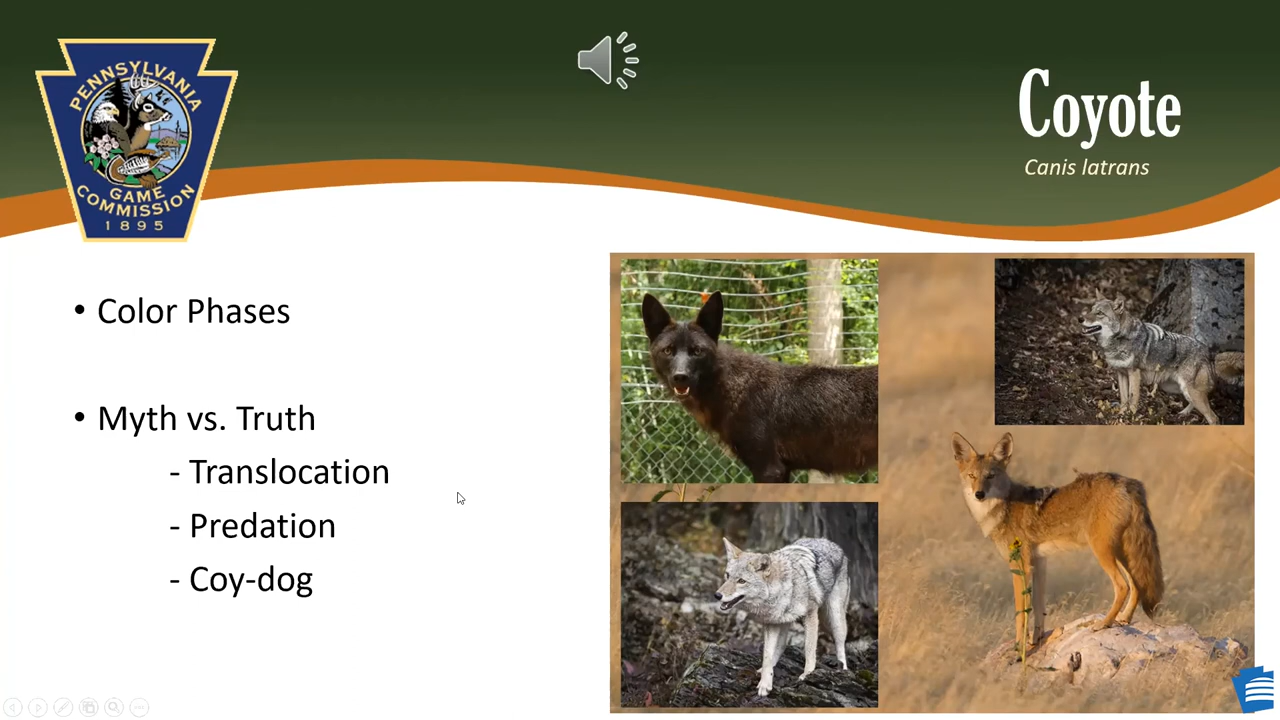 PENNSYLVANIA
GAME
COMMISSION
1895
Coyote
Canis latrans
• Color Phases
• Myth vs. Truth
- Translocation
- Predation
- Coy-dog